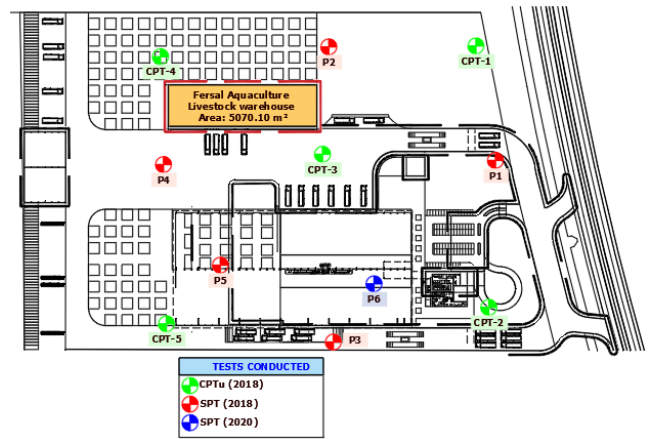 P2
CPT-1
CPT-4
Fersal Aquaculture
Livestock warehouse
Area: 5070.10 m²
CPT-3
P4
P1
P5
P6
CPT-2
CPT-5
P3
TESTS CONDUCTED
CPTu (2018)
SPT (2018)
SPT (2020)